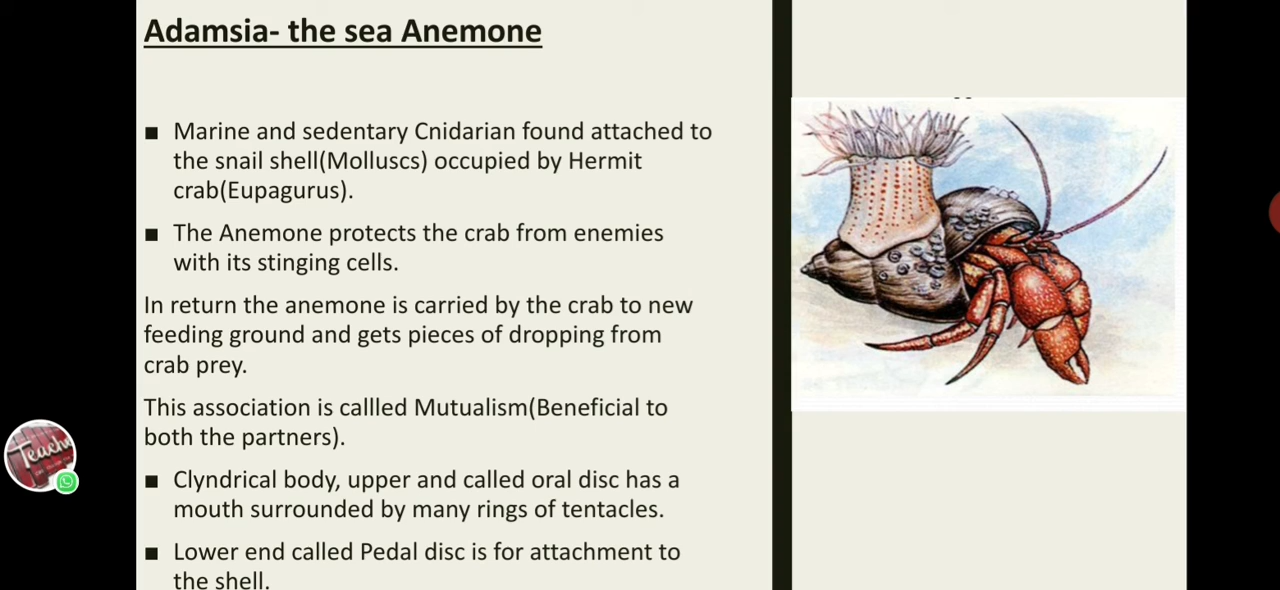 Adamsia- the sea Anemone
▪ Marine and sedentary Cnidarian found attached to
the snail shell(Molluscs) occupied by Hermit
crab(Eupagurus).
▪ The Anemone protects the crab from enemies
with its stinging cells.
In return the anemone is carried by the crab to new
feeding ground and gets pieces of dropping from
crab prey.
This association is callled Mutualism(Beneficial to
both the partners).
▪ Clyndrical body, upper and called oral disc has a
mouth surrounded by many rings of tentacles.
▪ Lower end called Pedal disc is for attachment to
the shell.